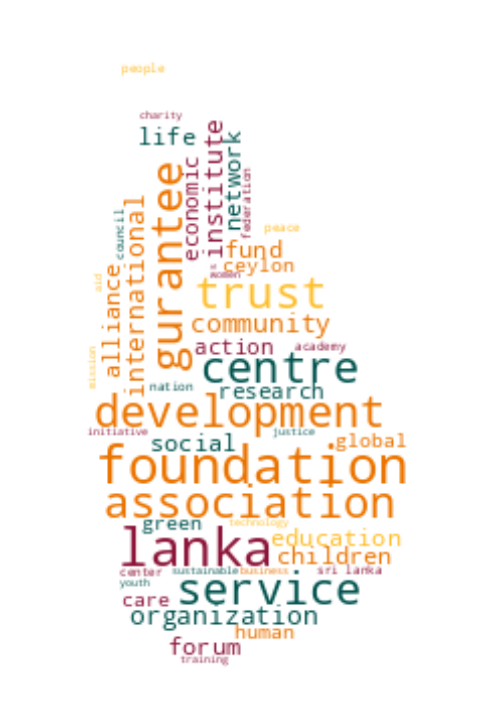 people
charity
life
institute
network
economic
federation
gurantee
international
council
peace
fund
ceylon
women
alliance
aid
trust
community
action
academy
mission
centre
nation
research
development
initiative
justice
social
global
foundation
association
green
technology
lanka
education
children
center
sustainable
business
sri lanka
youth
service
care
organization
human
forum
training